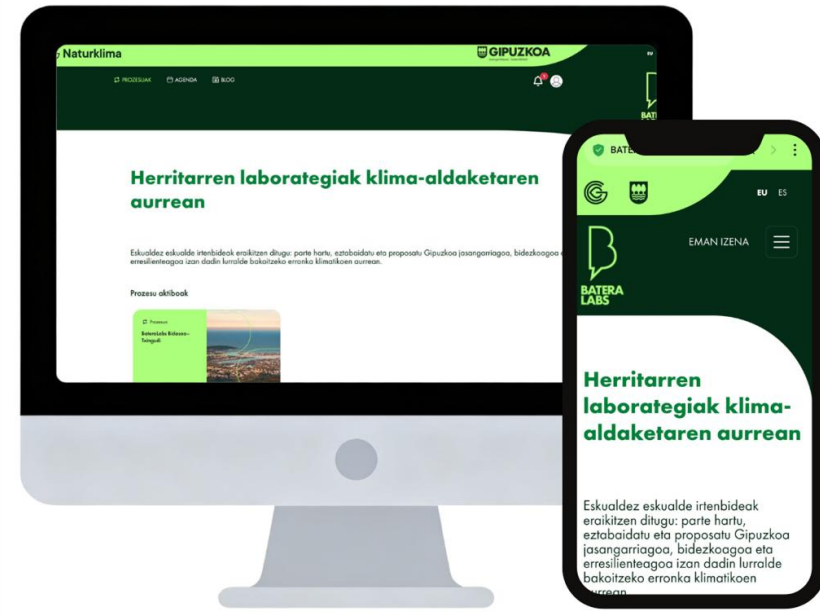 Naturklima
GIPUZKOA
EU
PROZESUAK
AGENDA
BLOG
Herritarren laborategiak klima-aldaketaren
aurrean
Eskualdez eskualde irtenbideak eraikitzen ditugu: parte hartu, eztabaidatu eta proposatu Gipuzkoa jasangarriagoa, bidezkoagoa
erresilienteagoa izan dadin lurralde bakoitzeko erronka klimatikoen aurrean.
Prozesu aktiboak
Prozesua
BateraLabs Bidasoa–
Txingudi
BATE
EU ES
EMAN IZENA
BATERA
LABS
Herritarren
laborategiak klima-
aldaketaren aurrean
Eskualdez eskualde irtenbideak
eraikitzen ditugu: parte hartu,
eztabaidatu eta proposatu Gipuzkoa
jasangarriagoa, bidezkoagoa eta
erresilienteagoa izan dadin lurralde
bakoitzeko erronka klimatikoen
aurrean